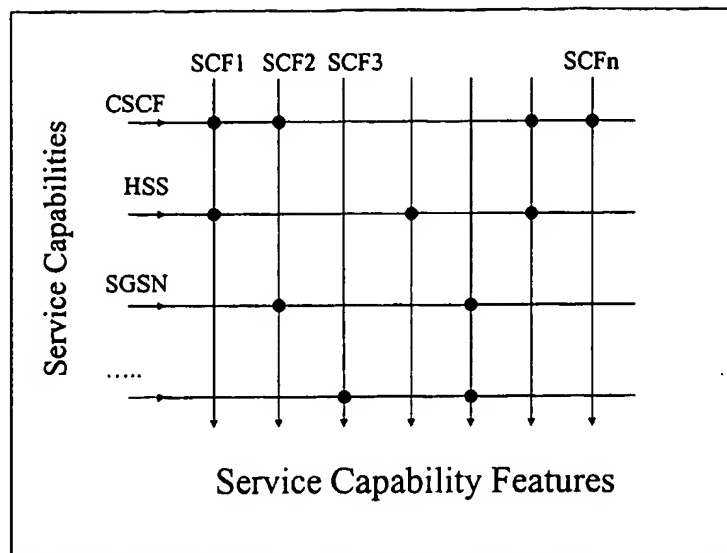 SCF1 SCF2 SCF3 SCFn
CSCF
HSS
SGSN
.....
Service Capabilities
Service Capability Features